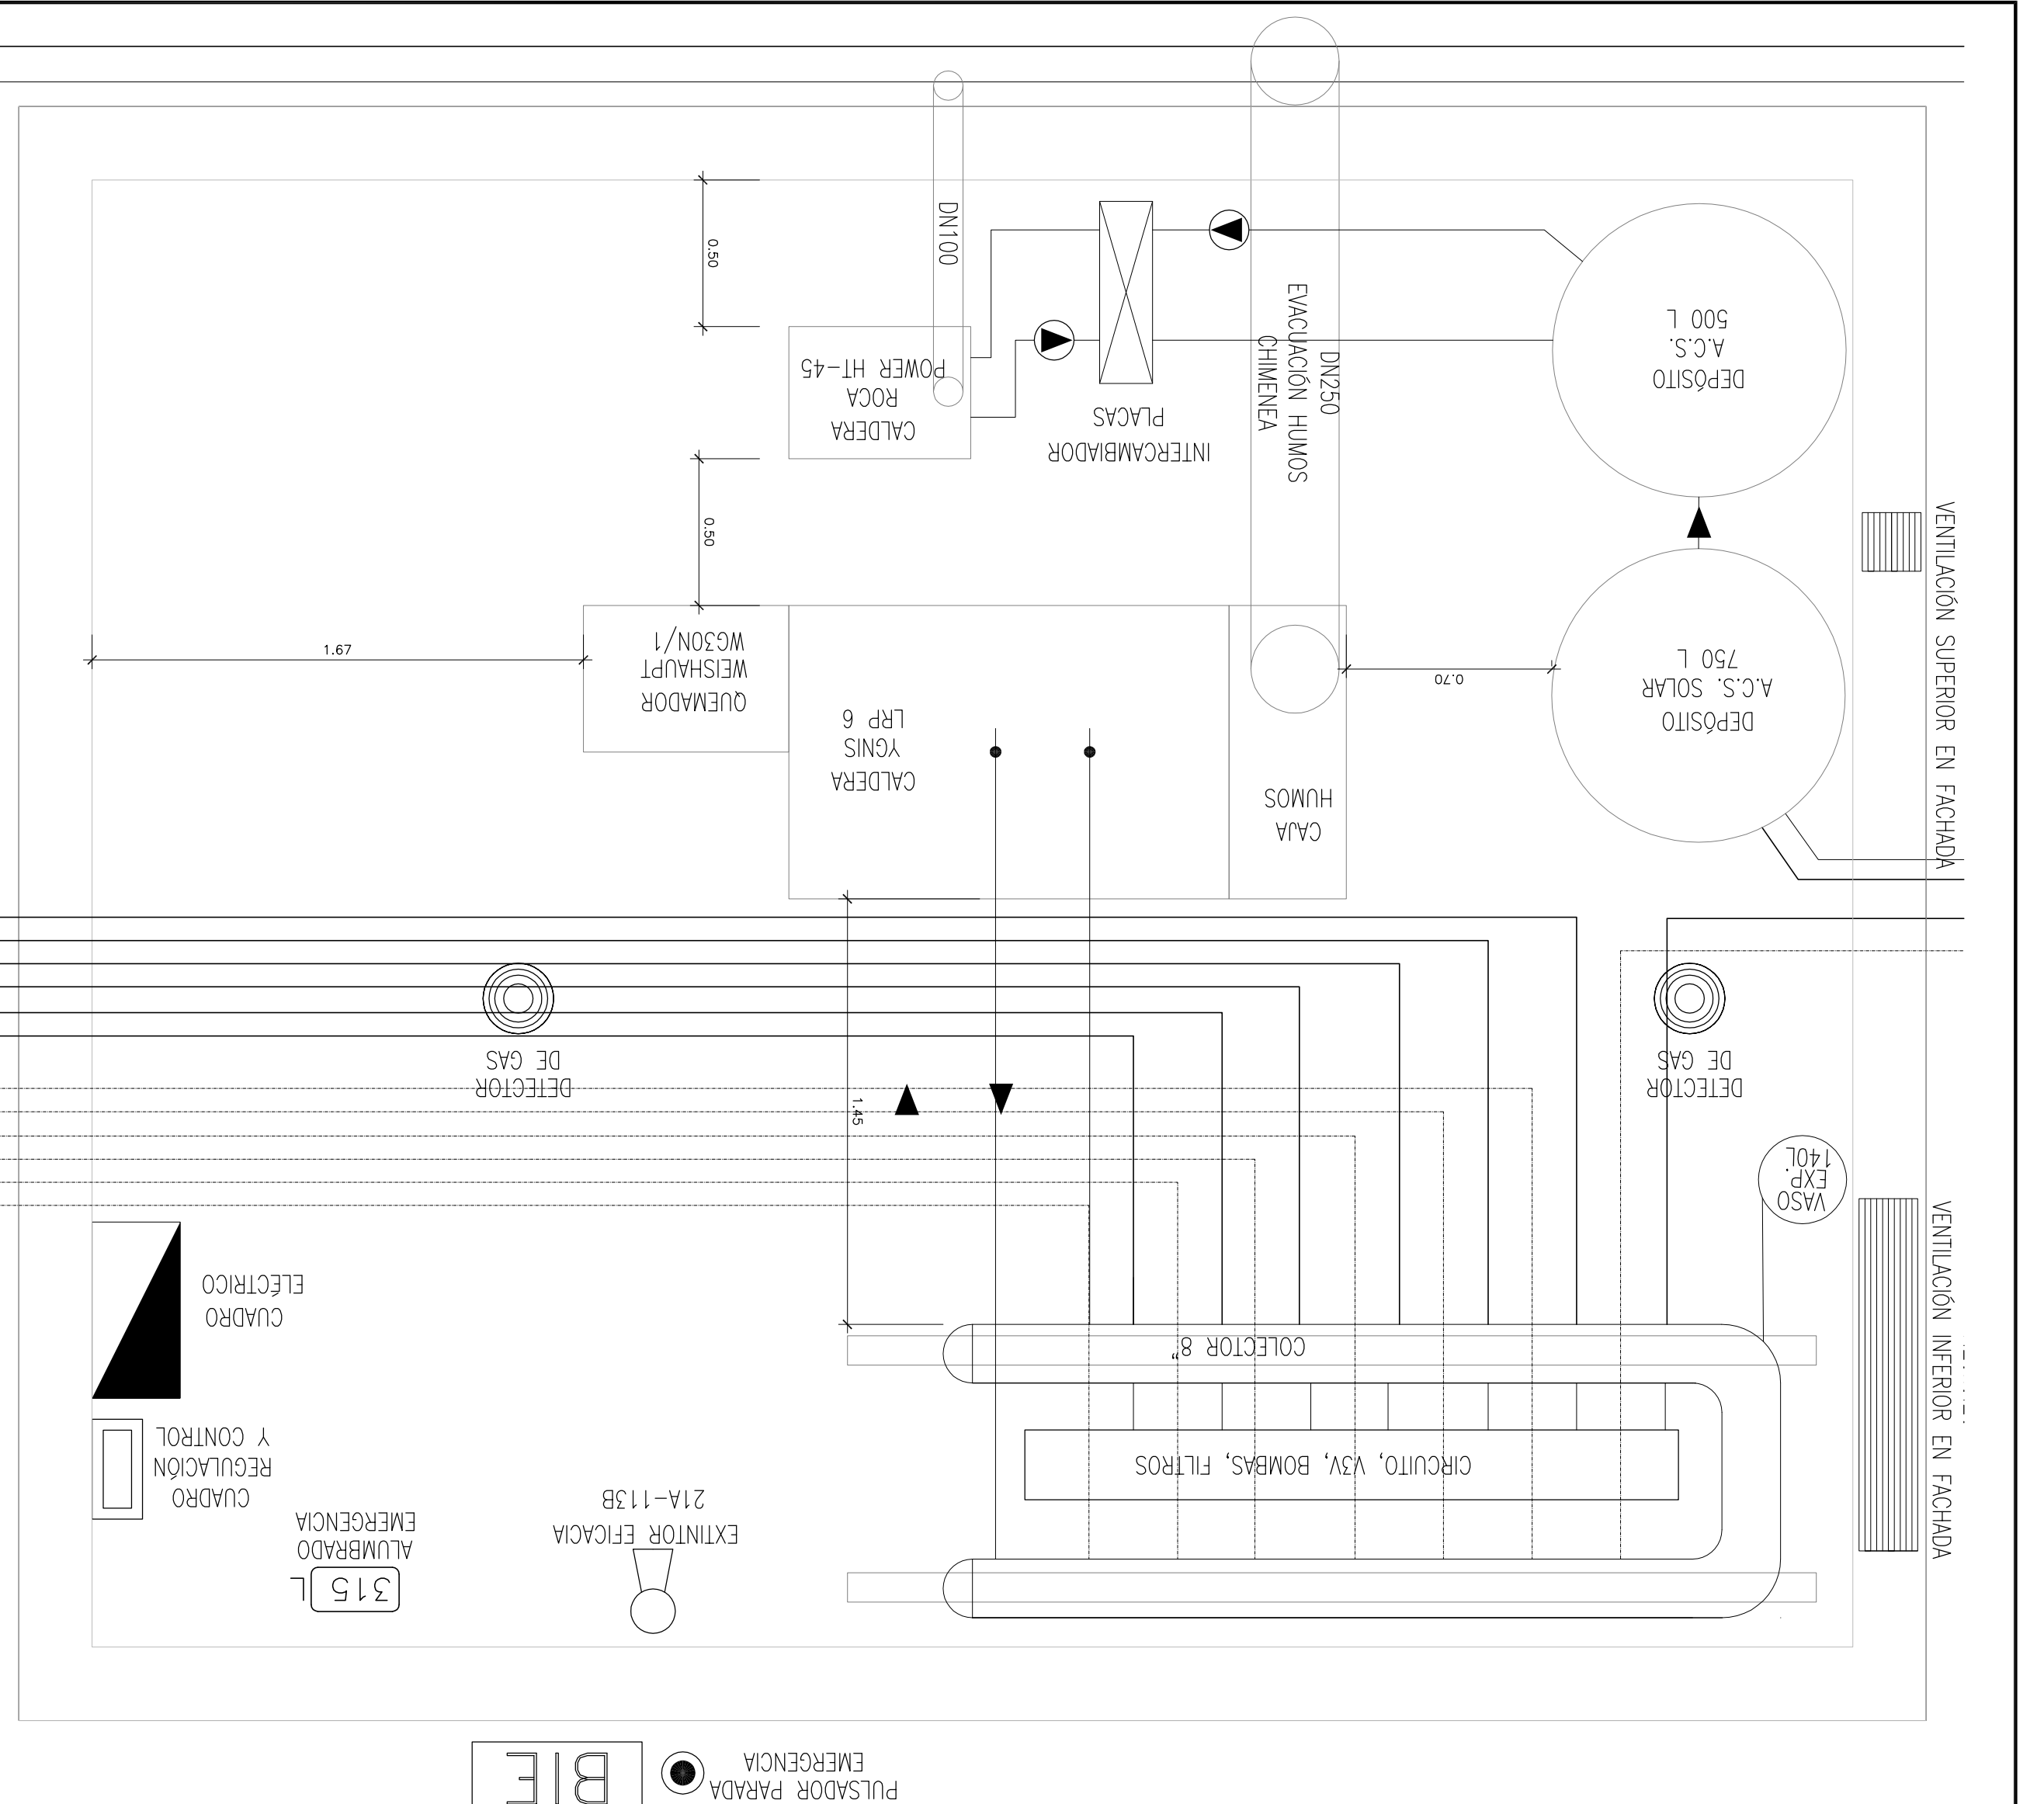 DN100
0.50
CALDERA
ROCA
POWER HT-45
INTERCAMBIADOR
PLACAS
DN250
EVACUACIÓN HUMOS
CHIMENEA
DEPÓSITO
A.C.S.
500 L
0.50
1.67
QUEMADOR
WEISHAUPT
WG30N/1
CALDERA
YGNIS
LRP 6
CAJA
HUMOS
0.70
DEPÓSITO
A.C.S. SOLAR
750 L
VENTILACIÓN SUPERIOR EN FACHADA
DETECTOR
DE GAS
DETECTOR
DE GAS
1.45
VASO
EXP.
140L
VENTILACIÓN INFERIOR EN FACHADA
CUADRO
ELÉCTRICO
COLECTOR 8"
CIRCUITO, V3V, BOMBAS, FILTROS
CUADRO
REGULACIÓN
Y CONTROL
EXTINTOR EFICACIA
21A-113B
315 L
ALUMBRADO
EMERGENCIA
BIE
PULSADOR PARADA
EMERGENCIA